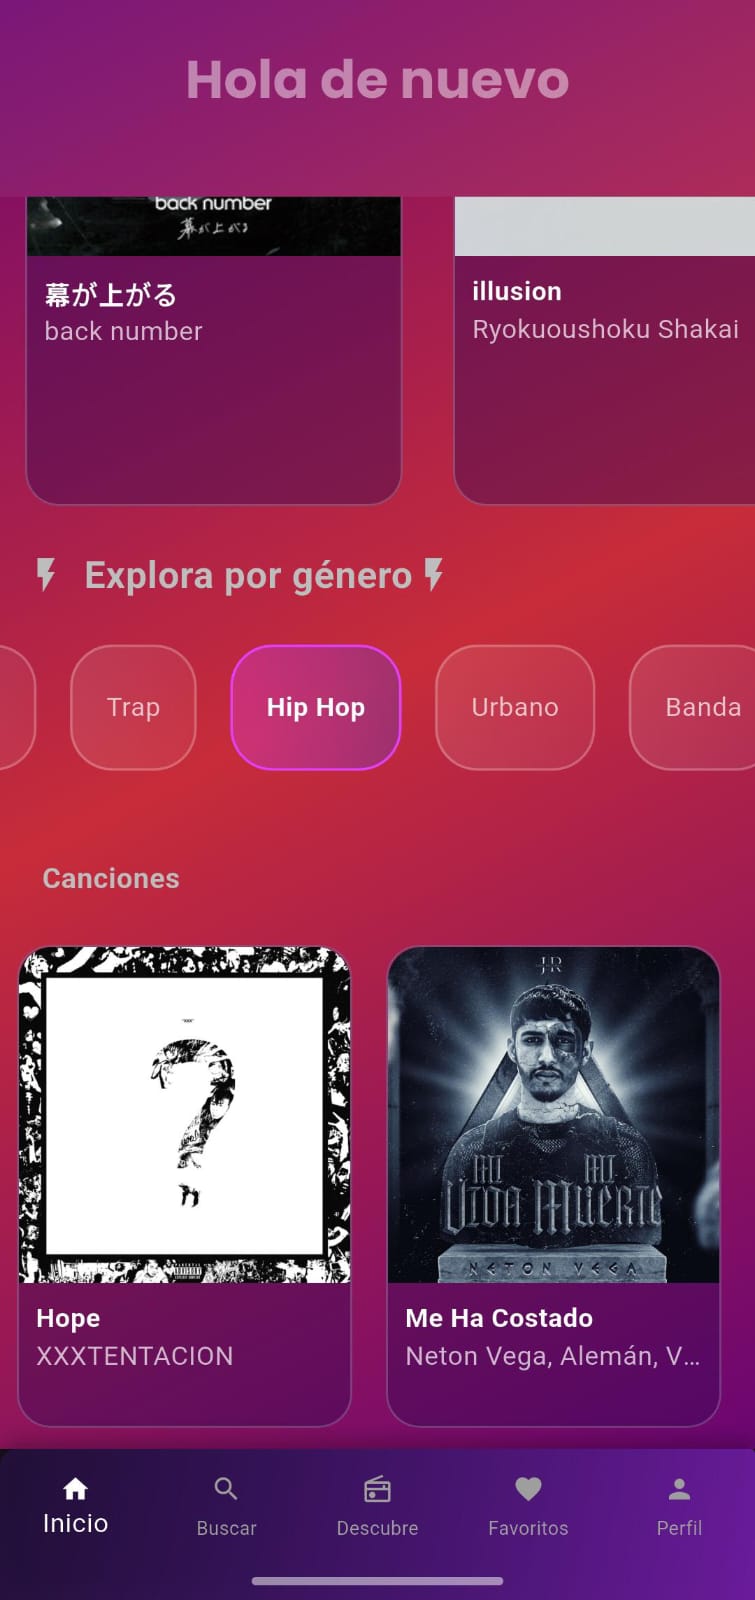 Hola de nuevo
back number
幕が上がる
幕が上がる
back number
illusion
Ryokuoushoku Shakai
Explora por género
Trap
Hip Hop
Urbano
Banda
Canciones
?
JR
MI MI
VIDA MUERTE
NETON VEGA
Hope
XXXTENTACION
Me Ha Costado
Neton Vega, Alemán, V...
Inicio
Buscar
Descubre
Favoritos
Perfil